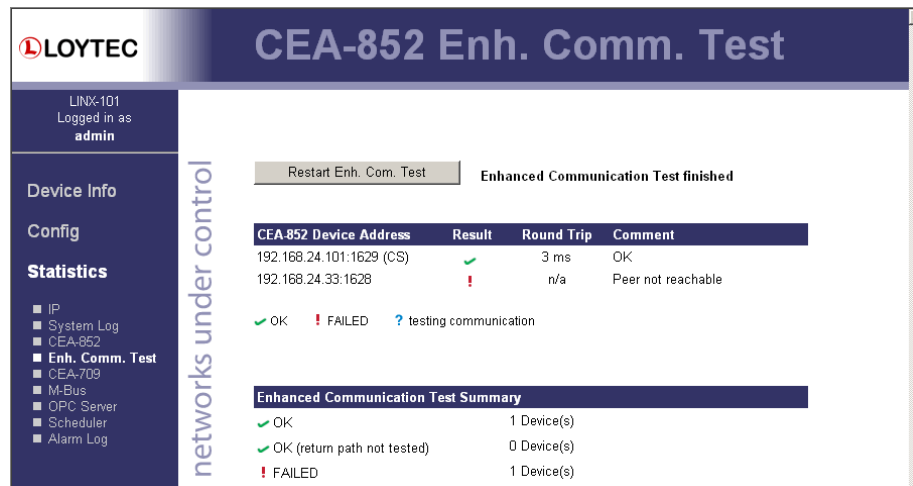 LOYTEC
CEA-852 Enh. Comm. Test
LINX-101
Logged in as
admin
Device Info
Config
Statistics
IP
System Log
CEA-852
Enh. Comm. Test
CEA-709
M-Bus
OPC Server
Scheduler
Alarm Log
networks under control
Restart Enh. Com. Test Enhanced Communication Test finished
CEA-852 Device Address Result Round Trip Comment
192.168.24.101:1629 (CS) 3 ms OK
192.168.24.33:1628 ! n/a Peer not reachable
OK ! FAILED ? testing communication
Enhanced Communication Test Summary
OK 1 Device(s)
OK (return path not tested) 0 Device(s)
! FAILED 1 Device(s)